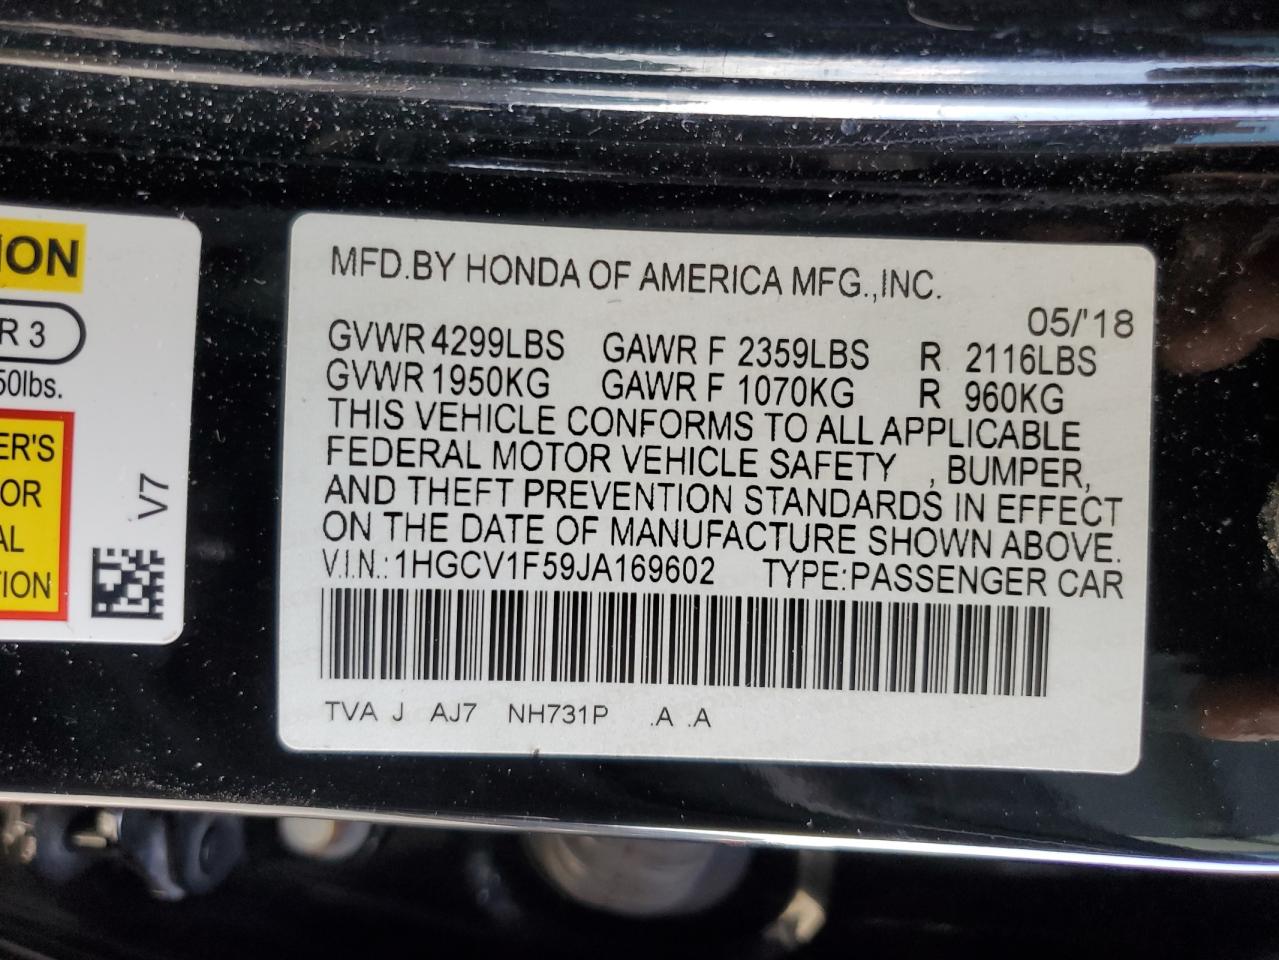 ION
R 3
50lbs.
ER'S
OR
AL
TION
V7
MFD.BY HONDA OF AMERICA MFG.,INC.
05/'18
GVWR 4299LBS GAWR F 2359LBS R 2116LBS
GVWR 1950KG GAWR F 1070KG R 960KG
THIS VEHICLE CONFORMS TO ALL APPLICABLE
FEDERAL MOTOR VEHICLE SAFETY , BUMPER,
AND THEFT PREVENTION STANDARDS IN EFFECT
ON THE DATE OF MANUFACTURE SHOWN ABOVE.
V.I.N.: 1HGCV1F59JA169602 TYPE:PASSENGER CAR
TVA J AJ7 NH731P .A .A